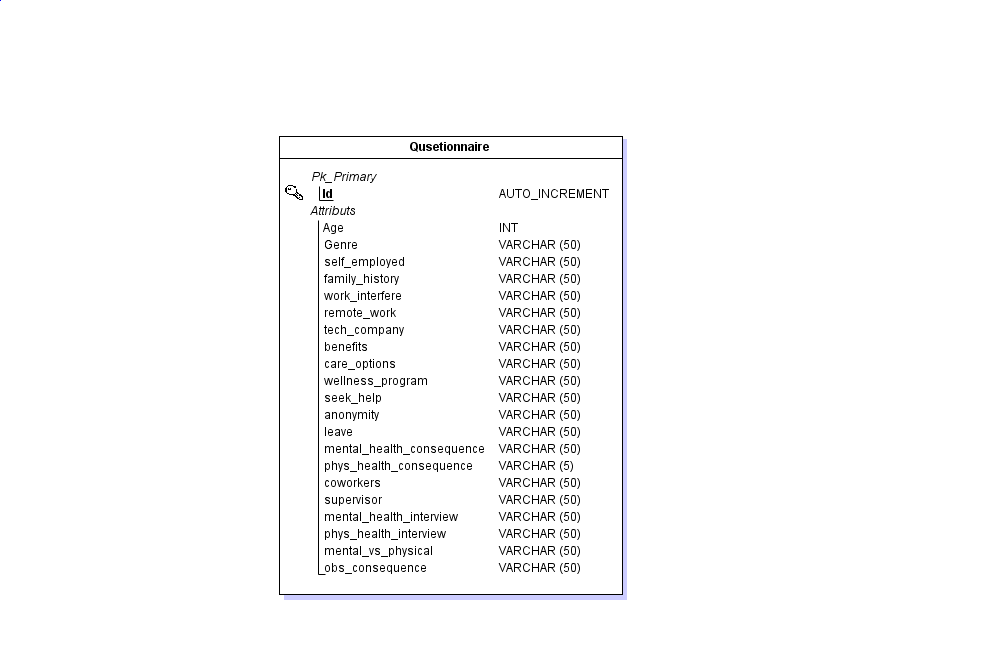 Qusetionnaire
Pk_Primary
Id AUTO_INCREMENT
Attributs
Age INT
Genre VARCHAR (50)
self_employed VARCHAR (50)
family_history VARCHAR (50)
work_interfere VARCHAR (50)
remote_work VARCHAR (50)
tech_company VARCHAR (50)
benefits VARCHAR (50)
care_options VARCHAR (50)
wellness_program VARCHAR (50)
seek_help VARCHAR (50)
anonymity VARCHAR (50)
leave VARCHAR (50)
mental_health_consequence VARCHAR (50)
phys_health_consequence VARCHAR (5)
coworkers VARCHAR (50)
supervisor VARCHAR (50)
mental_health_interview VARCHAR (50)
phys_health_interview VARCHAR (50)
mental_vs_physical VARCHAR (50)
obs_consequence VARCHAR (50)